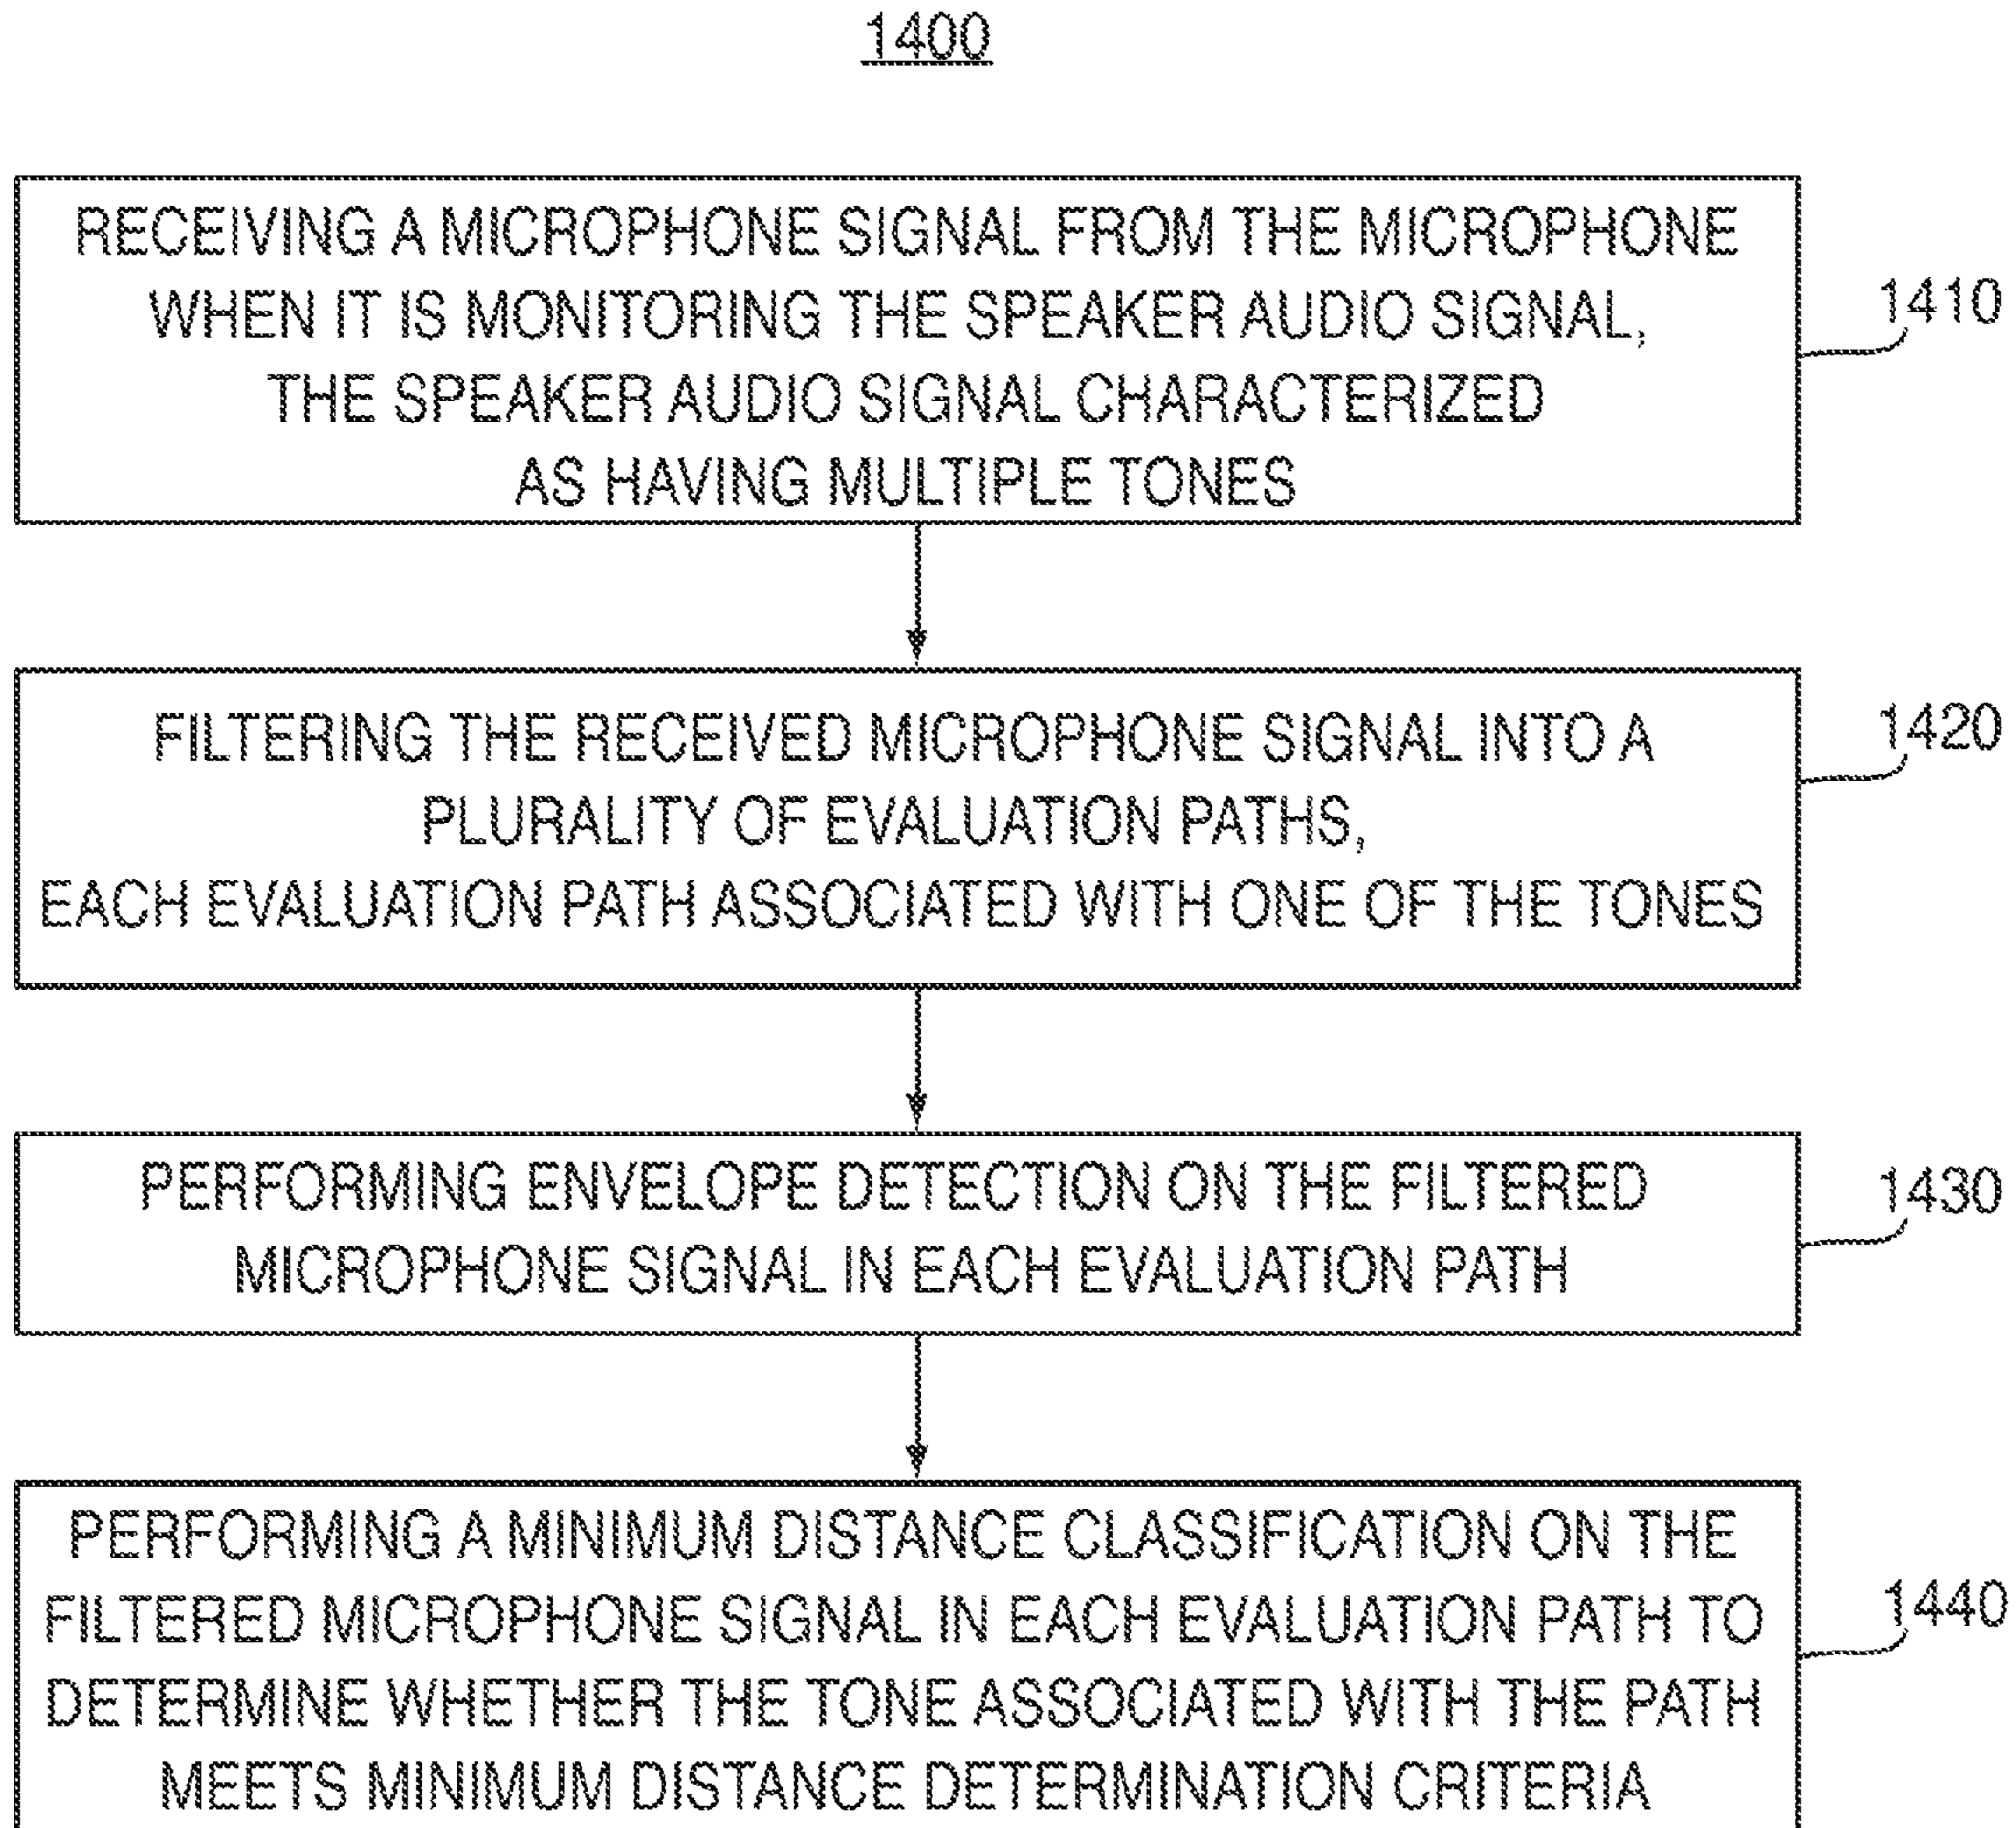 1400
RECEIVING A MICROPHONE SIGNAL FROM THE MICROPHONE
WHEN IT IS MONITORING THE SPEAKER AUDIO SIGNAL,
THE SPEAKER AUDIO SIGNAL CHARACTERIZED
AS HAVING MULTIPLE TONES
1410
FILTERING THE RECEIVED MICROPHONE SIGNAL INTO A
PLURALITY OF EVALUATION PATHS,
EACH EVALUATION PATH ASSOCIATED WITH ONE OF THE TONES
1420
PERFORMING ENVELOPE DETECTION ON THE FILTERED
MICROPHONE SIGNAL IN EACH EVALUATION PATH
1430
PERFORMING A MINIMUM DISTANCE CLASSIFICATION ON THE
FILTERED MICROPHONE SIGNAL IN EACH EVALUATION PATH TO
DETERMINE WHETHER THE TONE ASSOCIATED WITH THE PATH
MEETS MINIMUM DISTANCE DETERMINATION CRITERIA
1440